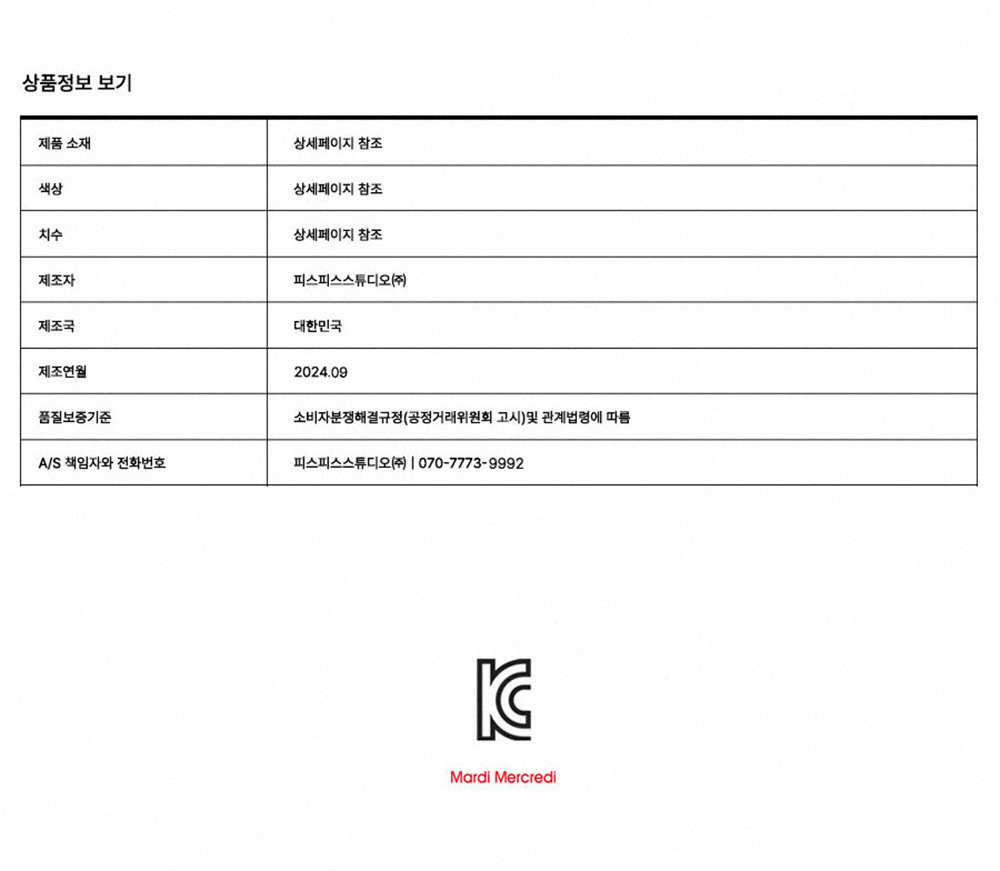 상품정보 보기
제품 소재 상세페이지 참조
색상 상세페이지 참조
치수 상세페이지 참조
제조자 피스피스스튜디오㈜
제조국 대한민국
제조연월 2024.09
품질보증기준 소비자분쟁해결규정(공정거래위원회 고시)및 관계법령에 따름
A/S 책임자와 전화번호 피스피스스튜디오㈜ | 070-7773-9992
KC
Mardi Mercredi